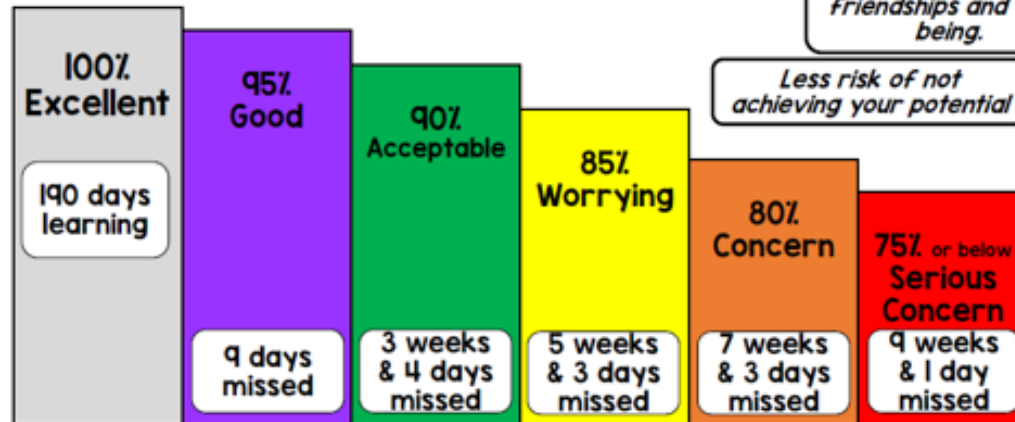 friendships and
being.
Less risk of not
achieving your potential
100%
Excellent
190 days
learning
95%
Good
9 days
missed
90%
Acceptable
3 weeks
& 4 days
missed
85%
Worrying
5 weeks
& 3 days
missed
80%
Concern
7 weeks
& 3 days
missed
75% or below
Serious
Concern
9 weeks
& 1 day
missed